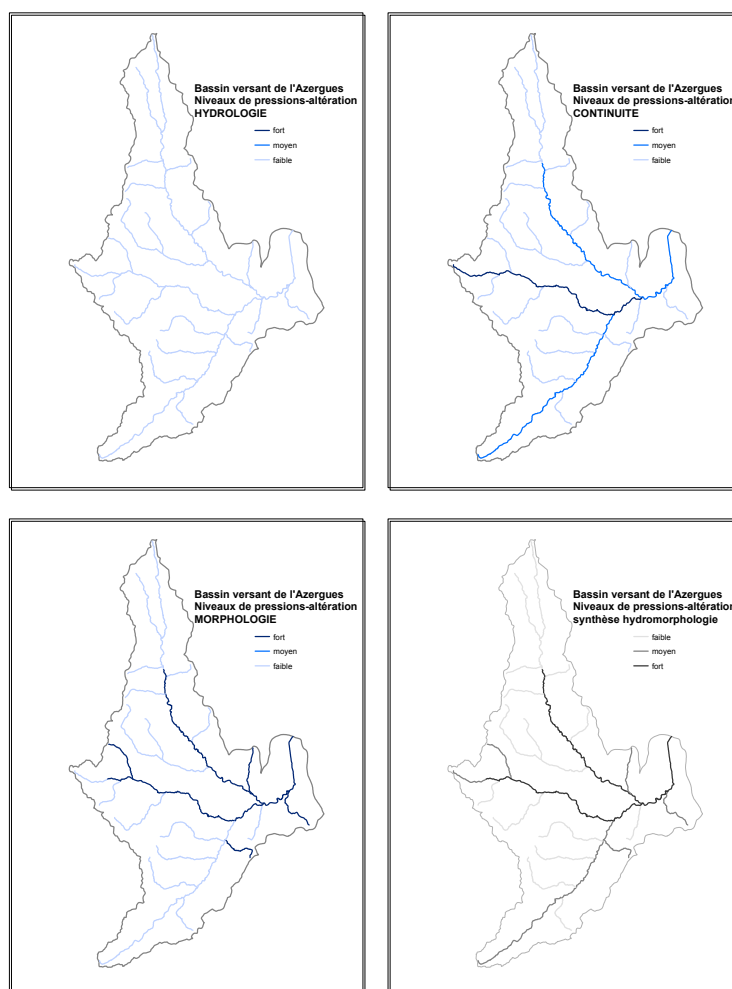 Bassin versant de l'Azergues
Niveaux de pressions-altération
HYDROLOGIE
fort
moyen
faible
Bassin versant de l'Azergues
Niveaux de pressions-altération
CONTINUITE
fort
moyen
faible
Bassin versant de l'Azergues
Niveaux de pressions-altération
MORPHOLOGIE
fort
moyen
faible
Bassin versant de l'Azergues
Niveaux de pressions-altération
synthèse hydromorphologie
faible
moyen
fort